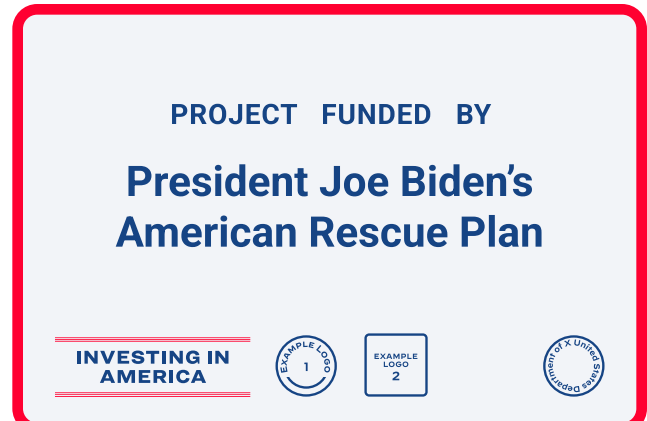 PROJECT FUNDED BY
President Joe Biden’s
American Rescue Plan
INVESTING IN
AMERICA
EXAMPLE LOGO
1
EXAMPLE
LOGO
2
Department of X United States